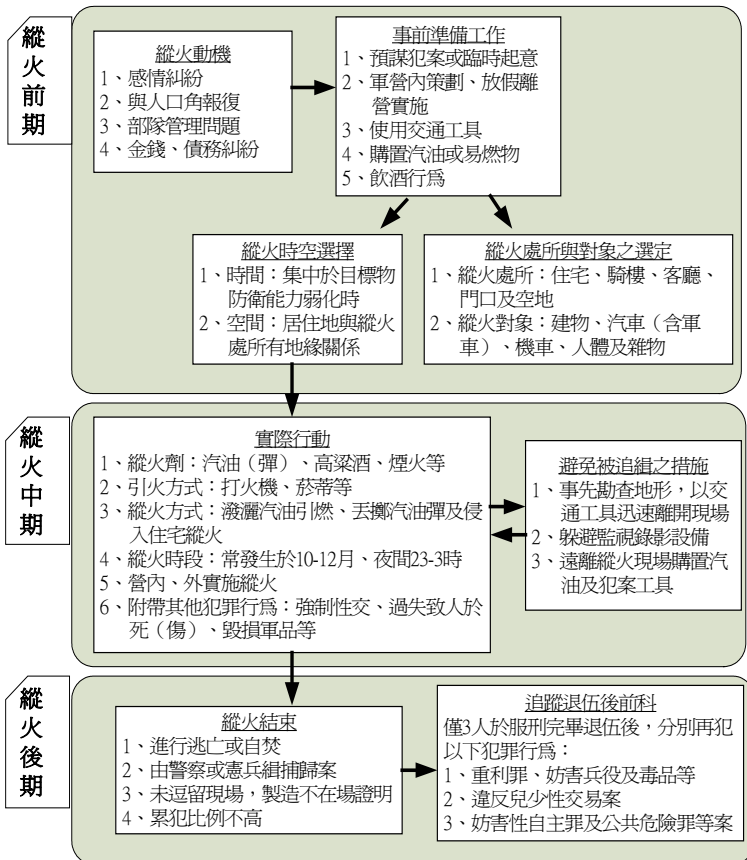 縱火前期
縱火動機
1、感情糾紛
2、與人口角報復
3、部隊管理問題
4、金錢、債務糾紛
事前準備工作
1、預謀犯案或臨時起意
2、軍營內策劃、放假離
營實施
3、使用交通工具
4、購置汽油或易燃物
5、飲酒行為
縱火時空選擇
1、時間：集中於目標物
防衛能力弱化時
2、空間：居住地與縱火
處所有地緣關係
縱火處所與對象之選定
1、縱火處所：住宅、騎樓、客廳、
門口及空地
2、縱火對象：建物、汽車（含軍
車）、機車、人體及雜物
縱火中期
實際行動
1、縱火劑：汽油（彈）、高粱酒、煙火等
2、引火方式：打火機、菸蒂等
3、縱火方式：潑灑汽油引燃、丟擲汽油彈及侵
入住宅縱火
4、縱火時段：常發生於10-12月、夜間23-3時
5、營內、外實施縱火
6、附帶其他犯罪行為：強制性交、過失致人於
死（傷）、毀損軍品等
避免被追緝之措施
1、事先勘查地形，以交
通工具迅速離開現場
2、躲避監視錄影設備
3、遠離縱火現場購置汽
油及犯案工具
縱火後期
縱火結束
1、進行逃亡或自焚
2、由警察或憲兵緝捕歸案
3、未逗留現場，製造不在場證明
4、累犯比例不高
追蹤退伍後前科
僅3人於服刑完畢退伍後，分別再犯
以下犯罪行為：
1、重利罪、妨害兵役及毒品等
2、違反兒少性交易案
3、妨害性自主罪及公共危險罪等案